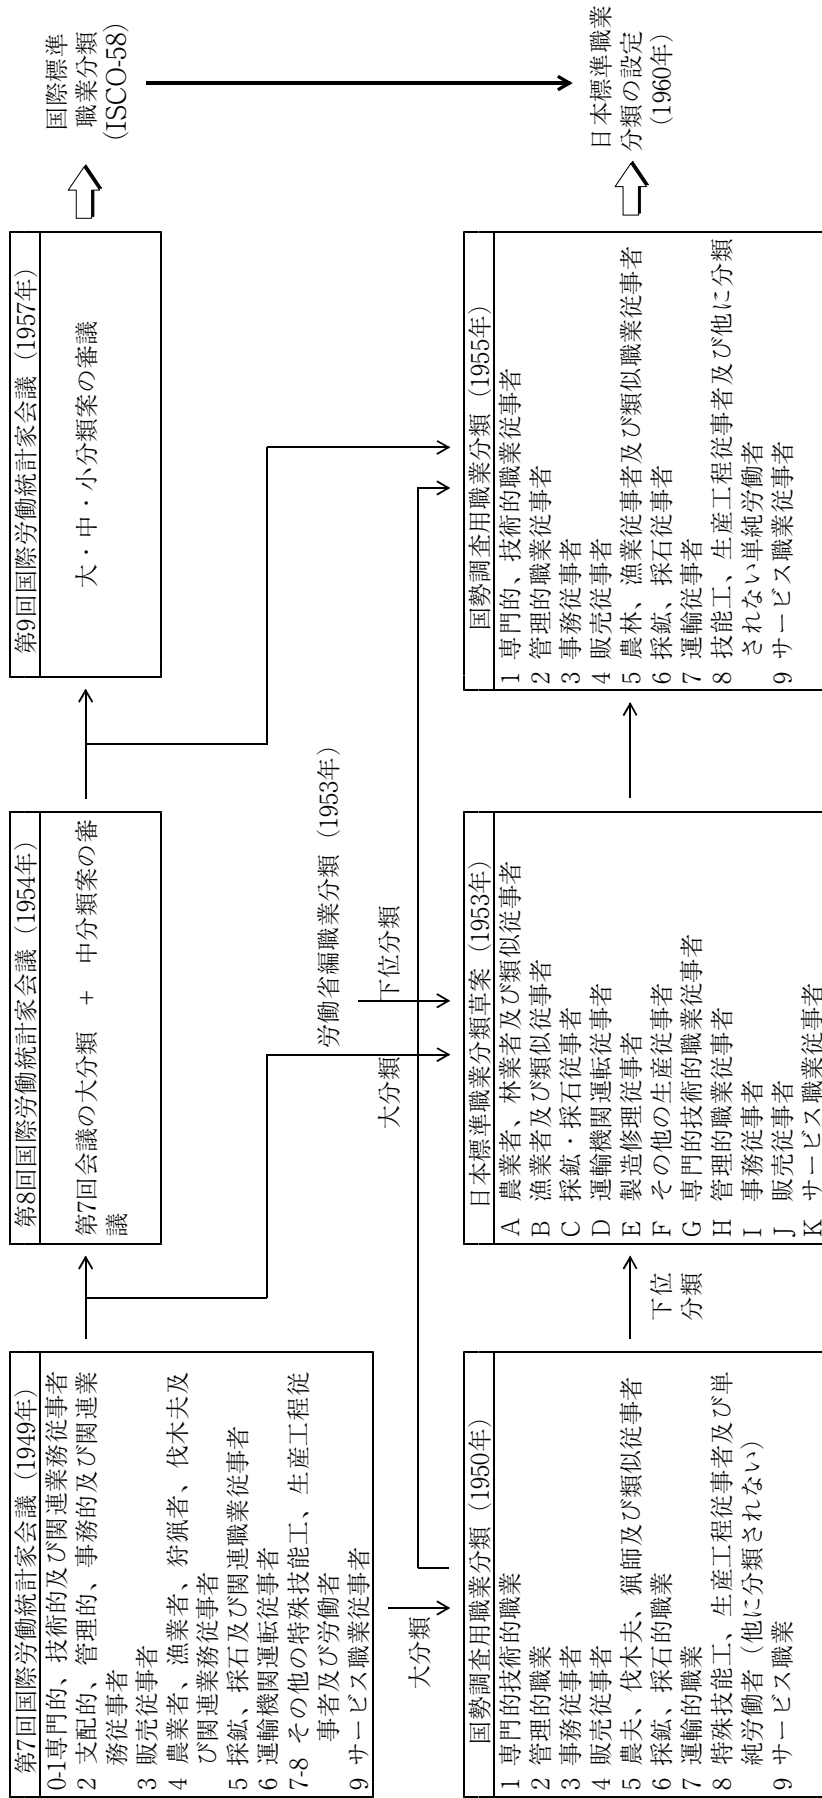 第7回国際労働統計家会議（1949年）
0-1専門的、技術的及び関連業務従事者
2 支配的、管理的、事務的及び関連業
務従事者
3 販売従事者
4 農業者、漁業者、狩猟者、伐木夫及
び関連業務従事者
5 採鉱、採石及び関連職業従事者
6 運輸機関運転従事者
7-8 その他の特殊技能工、生産工程従
事者及び労働者
9 サービス職業従事者
第8回国際労働統計家会議（1954年）
第7回会議の大分類 ＋ 中分類案の審
議
第9回国際労働統計家会議（1957年）
大・中・小分類案の審議
国際標準
職業分類
(ISCO-58)
大分類
大分類
労働省編職業分類（1953年）
下位分類
国勢調査用職業分類（1950年）
1 専門的技術的職業
2 管理的職業
3 事務従事者
4 販売従事者
5 農夫、伐木夫、猟師及び類似従事者
6 採鉱、採石的職業
7 運輸的職業
8 特殊技能工、生産工程従事者及び単
純労働者（他に分類されない）
9 サービス職業
下位
分類
日本標準職業分類草案（1953年）
A 農業者、林業者及び類似従事者
B 漁業者及び類似従事者
C 採鉱・採石従事者
D 運輸機関運転従事者
E 製造修理従事者
F その他の生産従事者
G 専門的技術的職業従事者
H 管理的職業従事者
I 事務従事者
J 販売従事者
K サービス職業従事者
国勢調査用職業分類（1955年）
1 専門的、技術的職業従事者
2 管理的職業従事者
3 事務従事者
4 販売従事者
5 農林、漁業従事者及び類似職業従事者
6 採鉱、採石従事者
7 運輸従事者
8 技能工、生産工程従事者及び他に分類
されない単純労働者
9 サービス職業従事者
日本標準職業
分類の設定
（1960年）